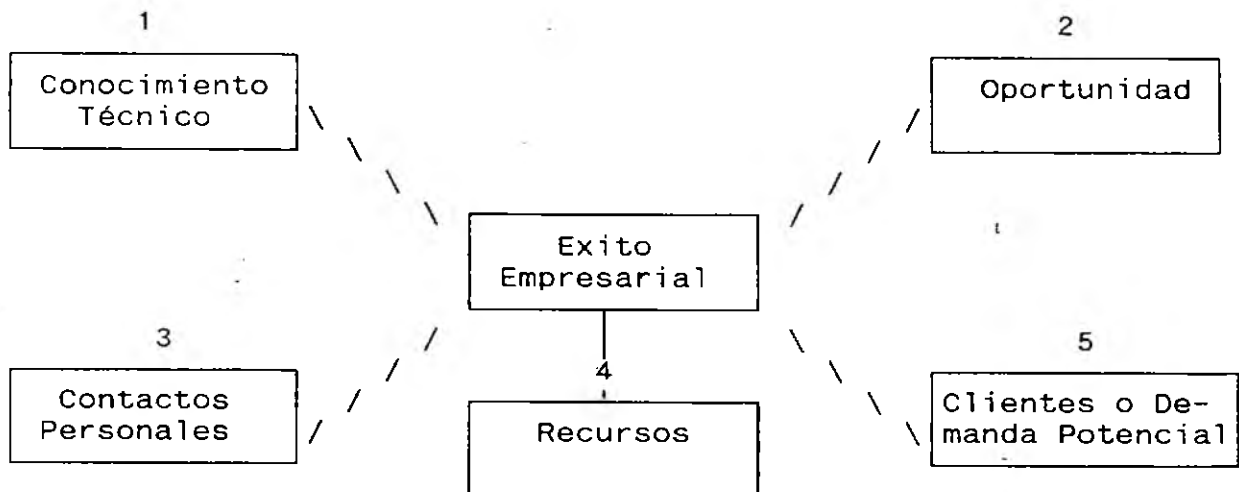 1
Conocimiento
Técnico
2
Oportunidad
Exito
Empresarial
3
Contactos
Personales
4
Recursos
5
Clientes o De-
manda Potencial